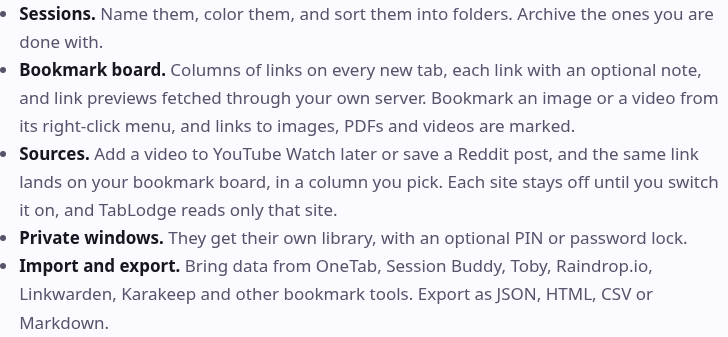 • Sessions. Name them, color them, and sort them into folders. Archive the ones you are
done with.
• Bookmark board. Columns of links on every new tab, each link with an optional note,
and link previews fetched through your own server. Bookmark an image or a video from
its right-click menu, and links to images, PDFs and videos are marked.
• Sources. Add a video to YouTube Watch later or save a Reddit post, and the same link
lands on your bookmark board, in a column you pick. Each site stays off until you switch
it on, and TabLodge reads only that site.
• Private windows. They get their own library, with an optional PIN or password lock.
• Import and export. Bring data from OneTab, Session Buddy, Toby, Raindrop.io,
Linkwarden, Karakeep and other bookmark tools. Export as JSON, HTML, CSV or
Markdown.